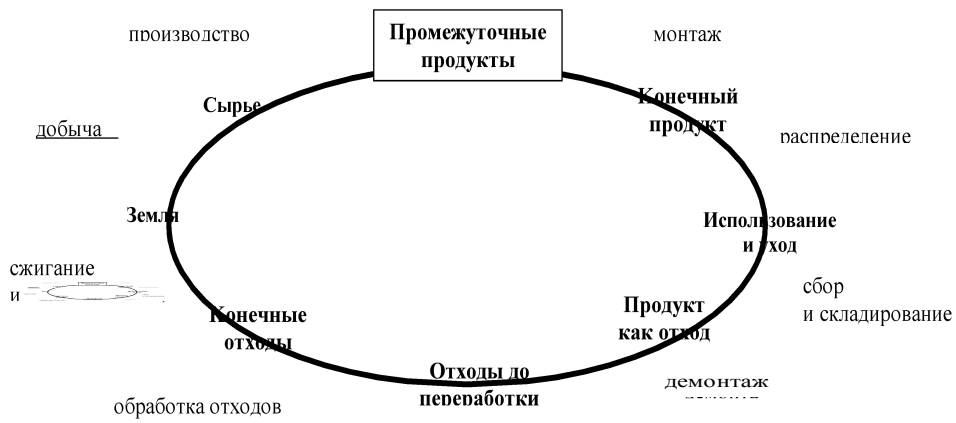 производство
Промежуточные
продукты
монтаж
Сырье
Конечный
продукт
добыча
распределение
Земля
Использование
и уход
сжигание
и
сбор
и складирование
Продукт
как отход
Конечные
отходы
Отходы до
переработки
демонтаж
обработка отходов